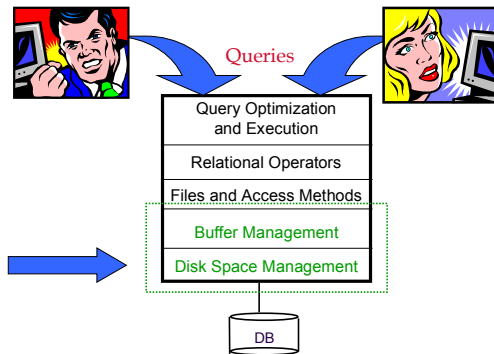 Queries
Query Optimization
and Execution
Relational Operators
Files and Access Methods
Buffer Management
Disk Space Management
DB